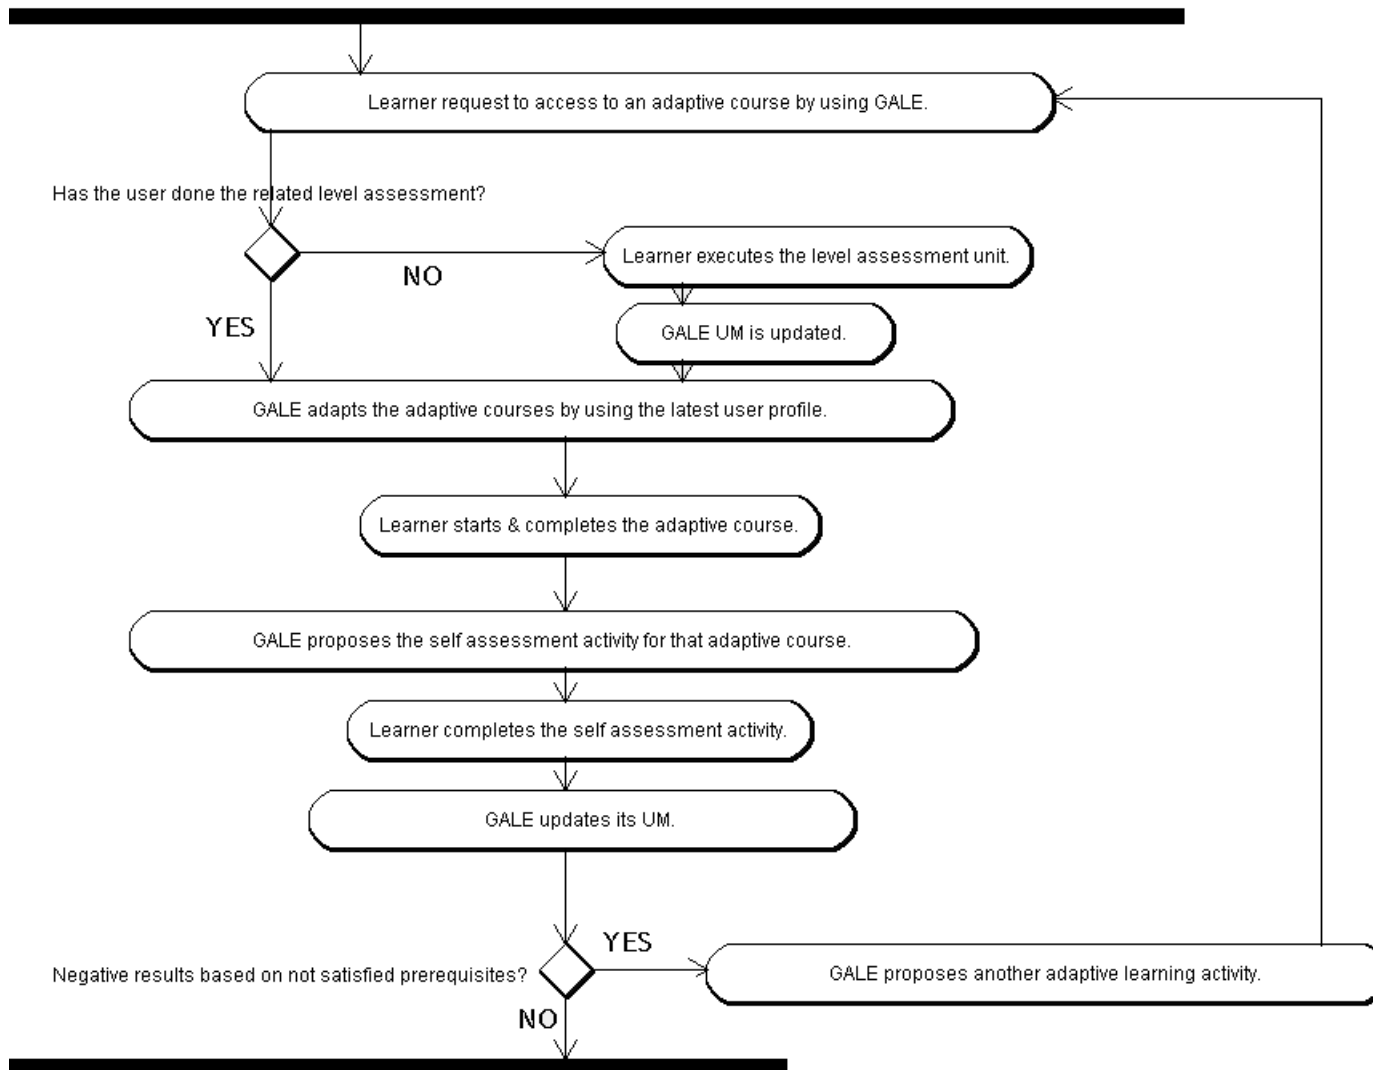 Learner request to access to an adaptive course by using GALE.
Has the user done the related level assessment?
Learner executes the level assessment unit.
NO
YES
GALE UM is updated.
GALE adapts the adaptive courses by using the latest user profile.
Learner starts & completes the adaptive course.
GALE proposes the self assessment activity for that adaptive course.
Learner completes the self assessment activity.
GALE updates its UM.
YES
Negative results based on not satisfied prerequisites?
GALE proposes another adaptive learning activity.
NO